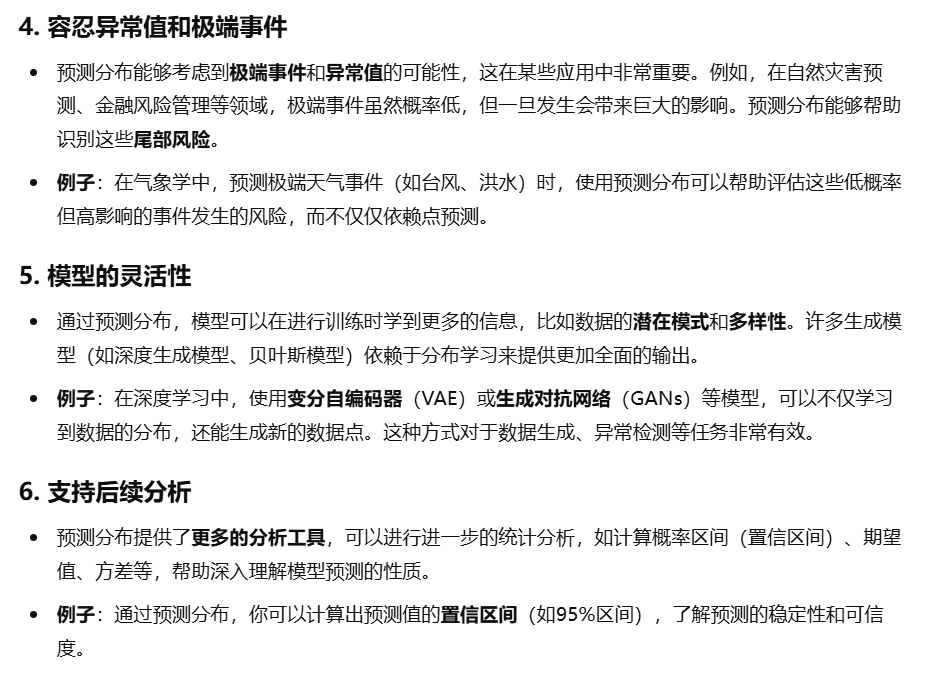 4. 容忍异常值和极端事件
• 预测分布能够考虑到极端事件和异常值的可能性，这在某些应用中非常重要。例如，在自然灾害预
测、金融风险管理等领域，极端事件虽然概率低，但一旦发生会带来巨大的影响。预测分布能够帮助
识别这些尾部风险。
• 例子：在气象学中，预测极端天气事件（如台风、洪水）时，使用预测分布可以帮助评估这些低概率
但高影响的事件发生的风险，而不仅仅依赖点预测。
5. 模型的灵活性
• 通过预测分布，模型可以在进行训练时学到更多的信息，比如数据的潜在模式和多样性。许多生成模
型（如深度生成模型、贝叶斯模型）依赖于分布学习来提供更加全面的输出。
• 例子：在深度学习中，使用变分自编码器（VAE）或生成对抗网络（GANs）等模型，可以不仅学习
到数据的分布，还能生成新的数据点。这种方式对于数据生成、异常检测等任务非常有效。
6. 支持后续分析
• 预测分布提供了更多的分析工具，可以进行进一步的统计分析，如计算概率区间（置信区间）、期望
值、方差等，帮助深入理解模型预测的性质。
• 例子：通过预测分布，你可以计算出预测值的置信区间（如95%区间），了解预测的稳定性和可信
度。